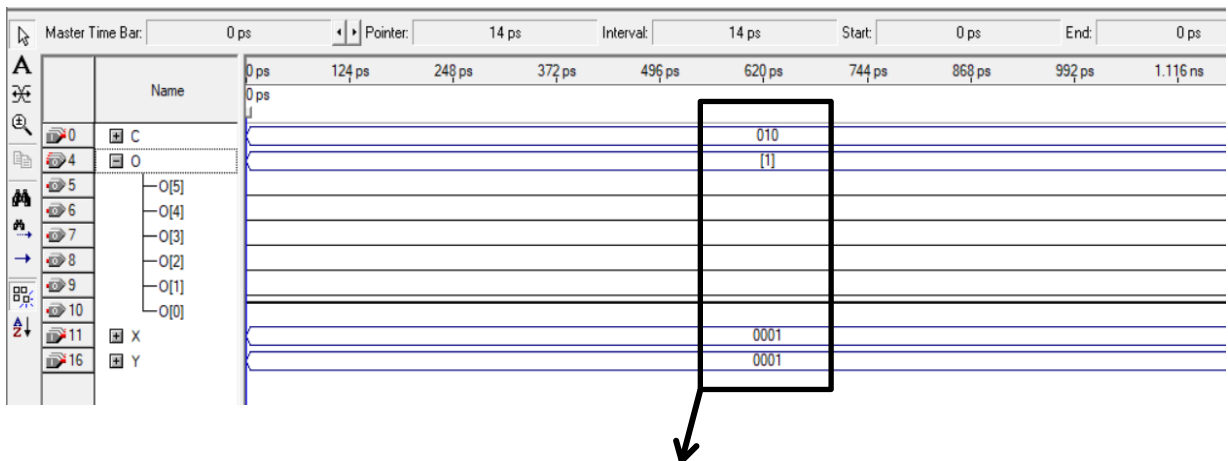 Master Time Bar: 0 ps Pointer: 14 ps Interval: 14 ps Start: 0 ps End: 0 ps
A Name 0 ps 124 ps 248 ps 372 ps 496 ps 620 ps 744 ps 868 ps 992 ps 1.116 ns
0 ps
0 C 010
4 O [1]
5 O[5]
6 O[4]
7 O[3]
8 O[2]
9 O[1]
10 O[0]
11 X 0001
16 Y 0001
A
Z